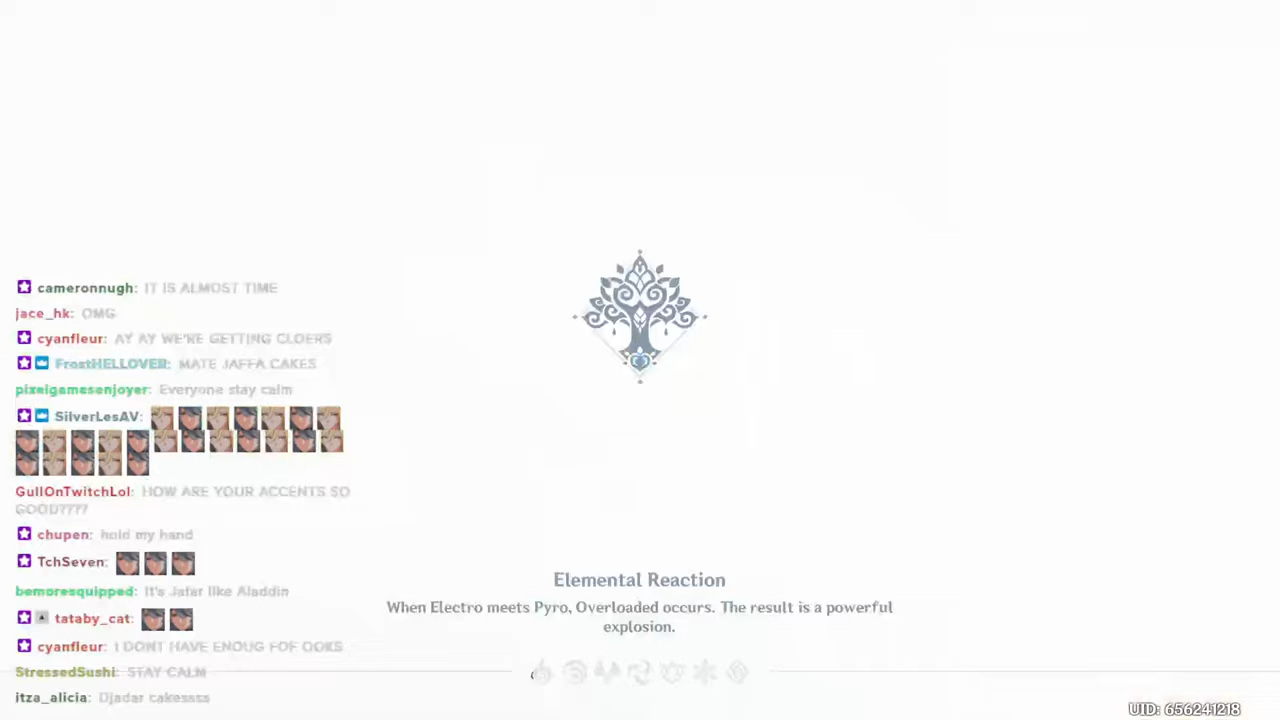 cameronnugh: IT IS ALMOST TIME
jace_hk: OMG
cyanfleur: AY AY WE'RE GETTING CLOERS
FrostHELLOVER: MATE JAFFA CAKES
pixelgamesenjoyer: Everyone stay calm
SilverLesAV:
GullOnTwitchLol: HOW ARE YOUR ACCENTS SO
GOOD????
chupen: hold my hand
TchSeven:
bemoresquipped: It's Jafar like Aladdin
tataby_cat:
cyanfleur: I DONT HAVE ENOUG FOF OOKS
StressedSushi: STAY CALM
itza_alicia: Djadar cakessss
Elemental Reaction
When Electro meets Pyro, Overloaded occurs. The result is a powerful
explosion.
UID: 656241218